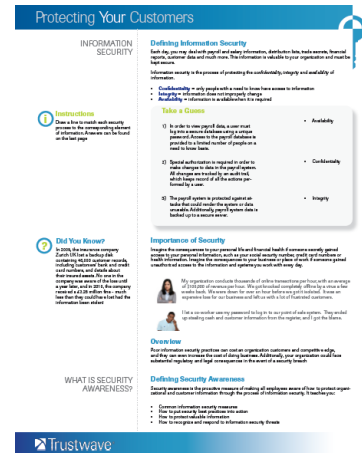 Protecting Your Customers
INFORMATION
SECURITY
Defining Information Security
Each day, you may deal with payroll and salary information, distribution lists, trade secrets, financial
reports, customer data and much more. This information is valuable to your organization and must be
kept secure.
Information security is the process of protecting the confidentiality, integrity and availability of
information.
• Confidentiality – only people with a need to know have access to information
• Integrity – information does not improperly change
• Availability – information is available when it is required
Instructions
Draw a line to match each security
process to the corresponding element
of information. Answers can be found
on the last page
Take a Guess
1) In order to view payroll data, a user must
log into a secure database using a unique
password. Access to the payroll database is
provided to a limited number of people on a
need to know basis.
• Availability
2) Special authorization is required in order to
make changes to data in the payroll system.
All changes are tracked by an audit trail,
which keeps record of all the actions per-
formed by a user.
• Confidentiality
3) The payroll system is protected against an
tacks that could render the system or data
unusable. Additionally, payroll system data is
backed up to a secure server.
• Integrity
Did You Know?
In 2008, the insurance company
Zurich UK lost a backup disk
containing 46,000 customer records,
including customers' bank and credit
card numbers, and details about
their insured assets. No one in the
company was aware of the loss until
a year later, and in 2010, the company
received a £2.28 million fine – much
less than they could have lost had the
information been stolen!
Importance of Security
Imagine the consequences to your personal life and financial health if someone secretly gained
access to your personal information, such as your social security number, credit card numbers or
health information. Imagine the consequences to your business or place of work if someone gained
unauthorized access to the information and systems you work with every day.
My organization conducts thousands of online transactions per hour, with an average
of $100,000 of revenue per hour. We got knocked completely offline by a virus a few
weeks back. We were down for over an hour before we got it isolated. It was an
expensive loss for our business and left us with a lot of frustrated customers.
I let a co-worker use my password to log in to our point of sale system. They ended
up stealing cash and customer information from the register, and I got the blame.
Overview
Poor information security practices can cost an organization customers and competitive edge,
and they can even increase the cost of doing business. Additionally, your organization could face
substantial regulatory and legal consequences in the event of a security breach
WHAT IS SECURITY
AWARENESS?
Defining Security Awareness
Security awareness is the proactive measure of making all employees aware of how to protect organi-
zational and customer information through the process of information security. It teaches you:
• Common information security measures
• How to put security best practices into action
• How to protect valuable information
• How to recognize and respond to information security threats
Trustwave